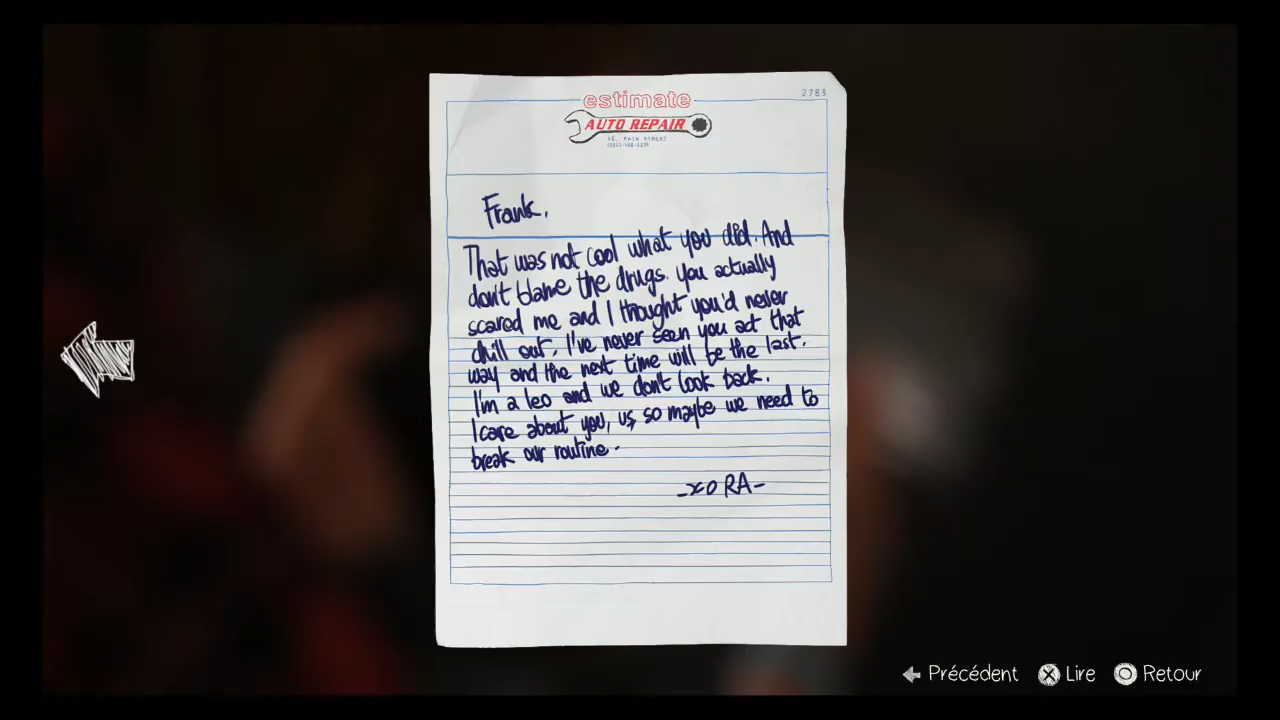 estimate
2783
AUTO REPAIR
Frank,
That was not cool what you did. And
don't blame the drugs. You actually
scared me and I thought you'd never
chill out. I've never seen you act that
way and the next time will be the last.
I'm a leo and we don't look back.
I care about you, us, so maybe we need to
break our routine.
-xo RA-
Précédent
Lire
Retour